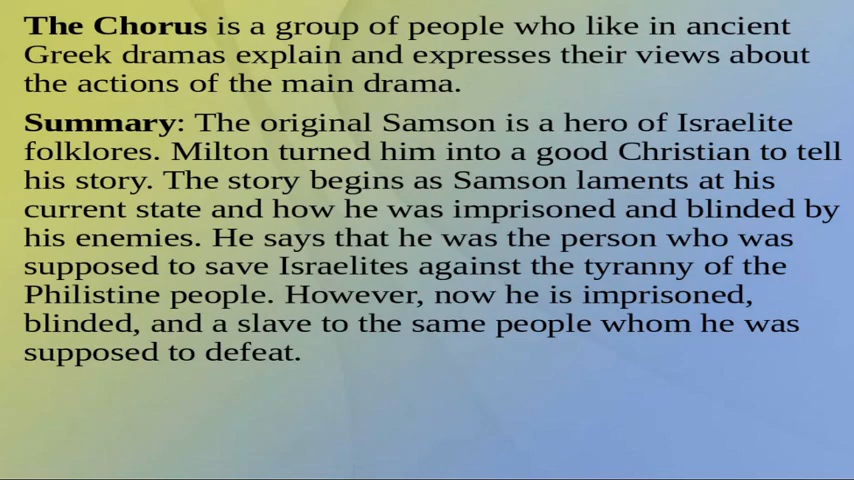 The Chorus is a group of people who like in ancient
Greek dramas explain and expresses their views about
the actions of the main drama.
Summary: The original Samson is a hero of Israelite
folklores. Milton turned him into a good Christian to tell
his story. The story begins as Samson laments at his
current state and how he was imprisoned and blinded by
his enemies. He says that he was the person who was
supposed to save Israelites against the tyranny of the
Philistine people. However, now he is imprisoned,
blinded, and a slave to the same people whom he was
supposed to defeat.